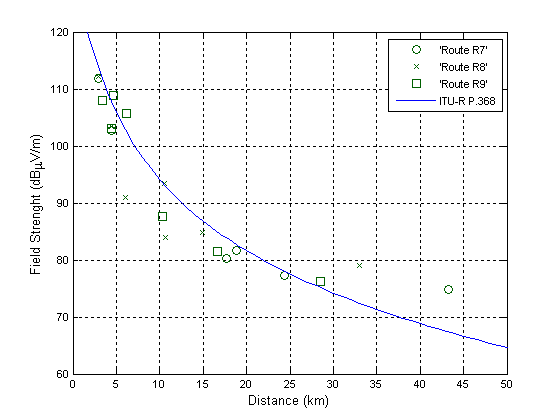 120
110
100
90
80
70
60
Field Strenght (dBμV/m)
'Route R7'
'Route R8'
'Route R9'
ITU-R P.368
0 5 10 15 20 25 30 35 40 45 50
Distance (km)